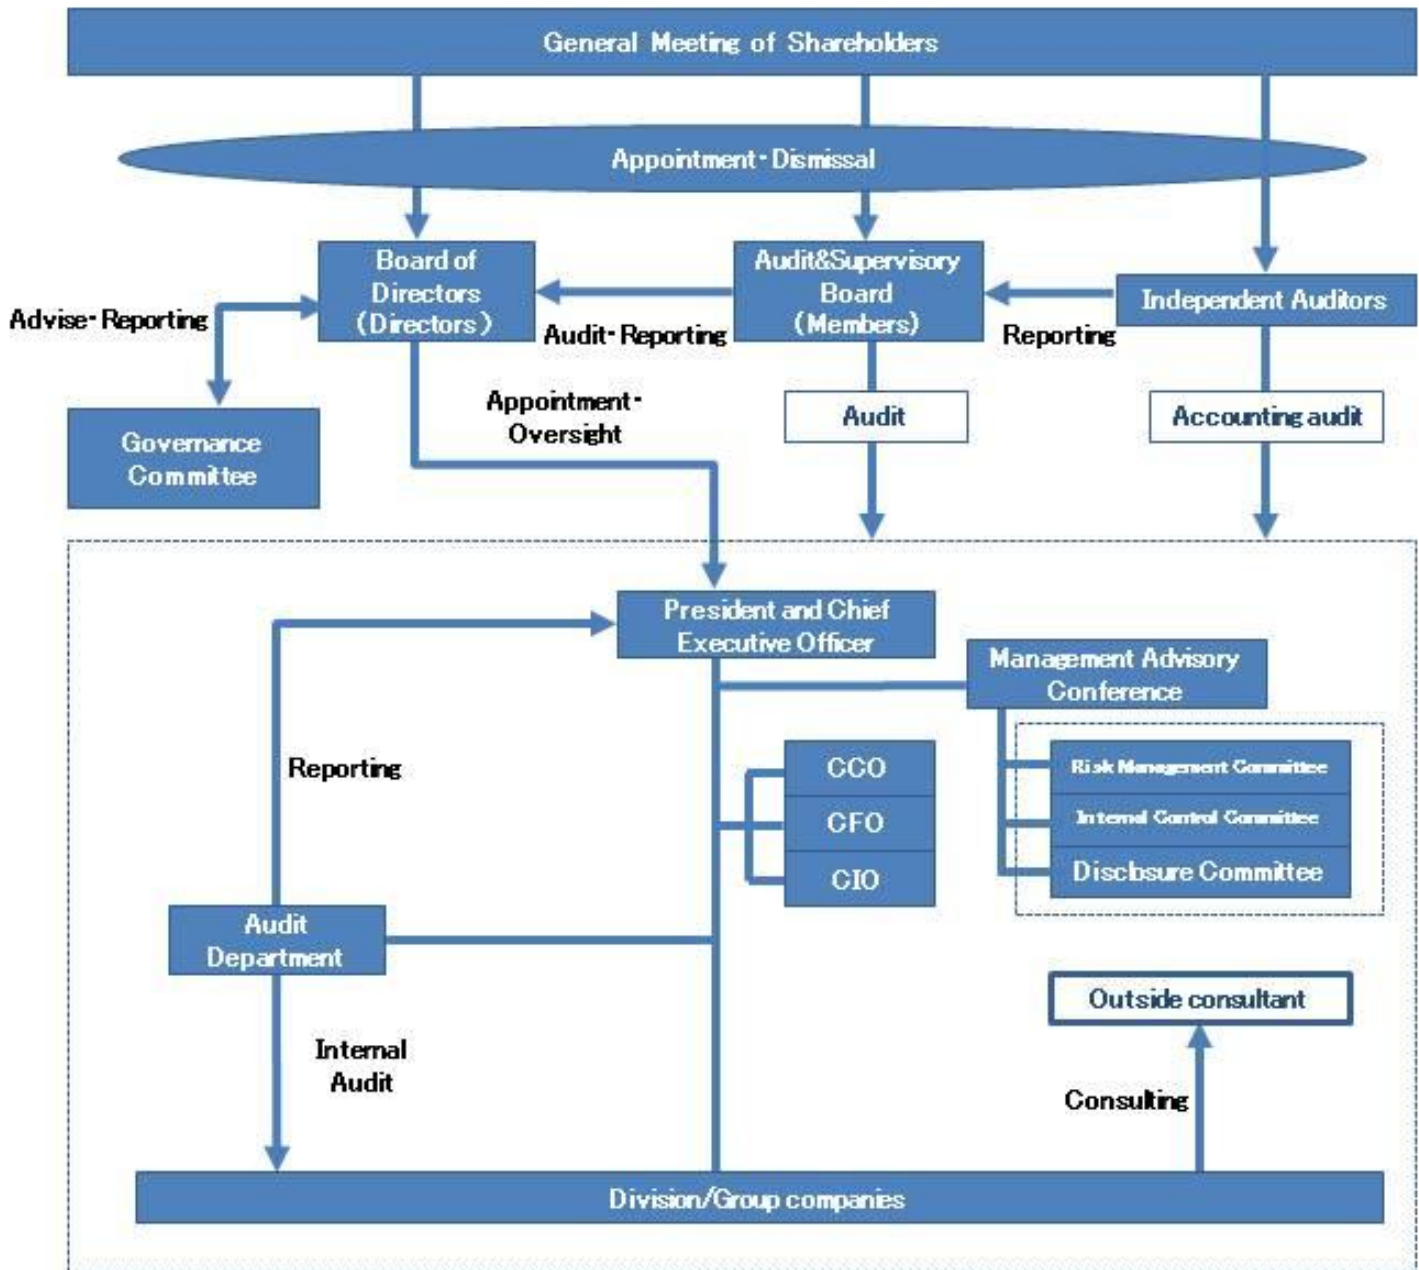 General Meeting of Shareholders
Appointment・Dismissal
Board of
Directors
(Directors)
Audit&Supervisory
Board
(Members)
Independent Auditors
Advise・Reporting
Audit・Reporting
Reporting
Governance
Committee
Appointment・
Oversight
Audit
Accounting audit
President and Chief
Executive Officer
Management Advisory
Conference
Reporting
CCO
CFO
CIO
Risk Management Committee
Internal Control Committee
Disclosure Committee
Audit
Department
Outside consultant
Internal
Audit
Consulting
Division/Group companies